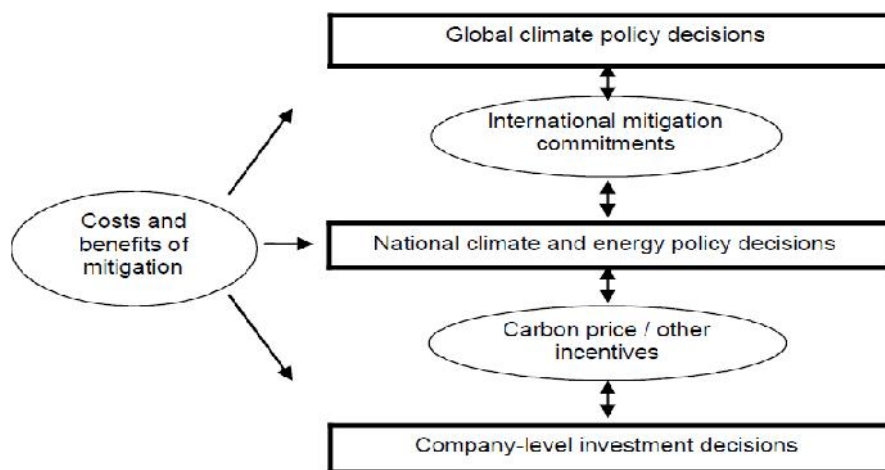 Global climate policy decisions
International mitigation
commitments
Costs and
benefits of
mitigation
National climate and energy policy decisions
Carbon price / other
incentives
Company-level investment decisions